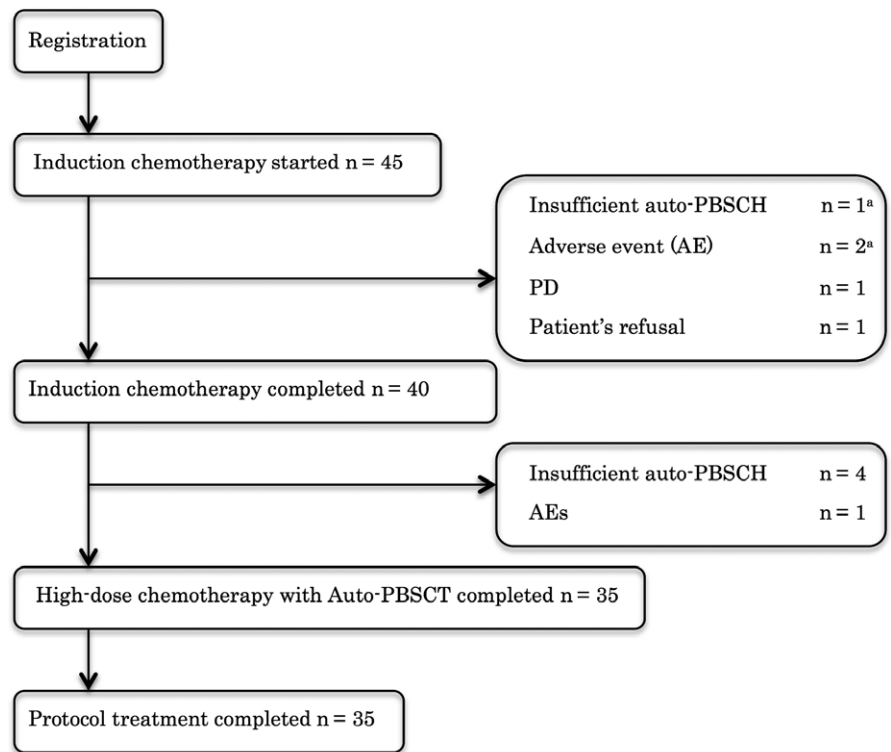 Registration
Induction chemotherapy started n = 45
Insufficient auto-PBSCH n = 1ᵃ
Adverse event (AE) n = 2ᵃ
PD n = 1
Patient's refusal n = 1
Induction chemotherapy completed n = 40
Insufficient auto-PBSCH n = 4
AEs n = 1
High-dose chemotherapy with Auto-PBSCT completed n = 35
Protocol treatment completed n = 35